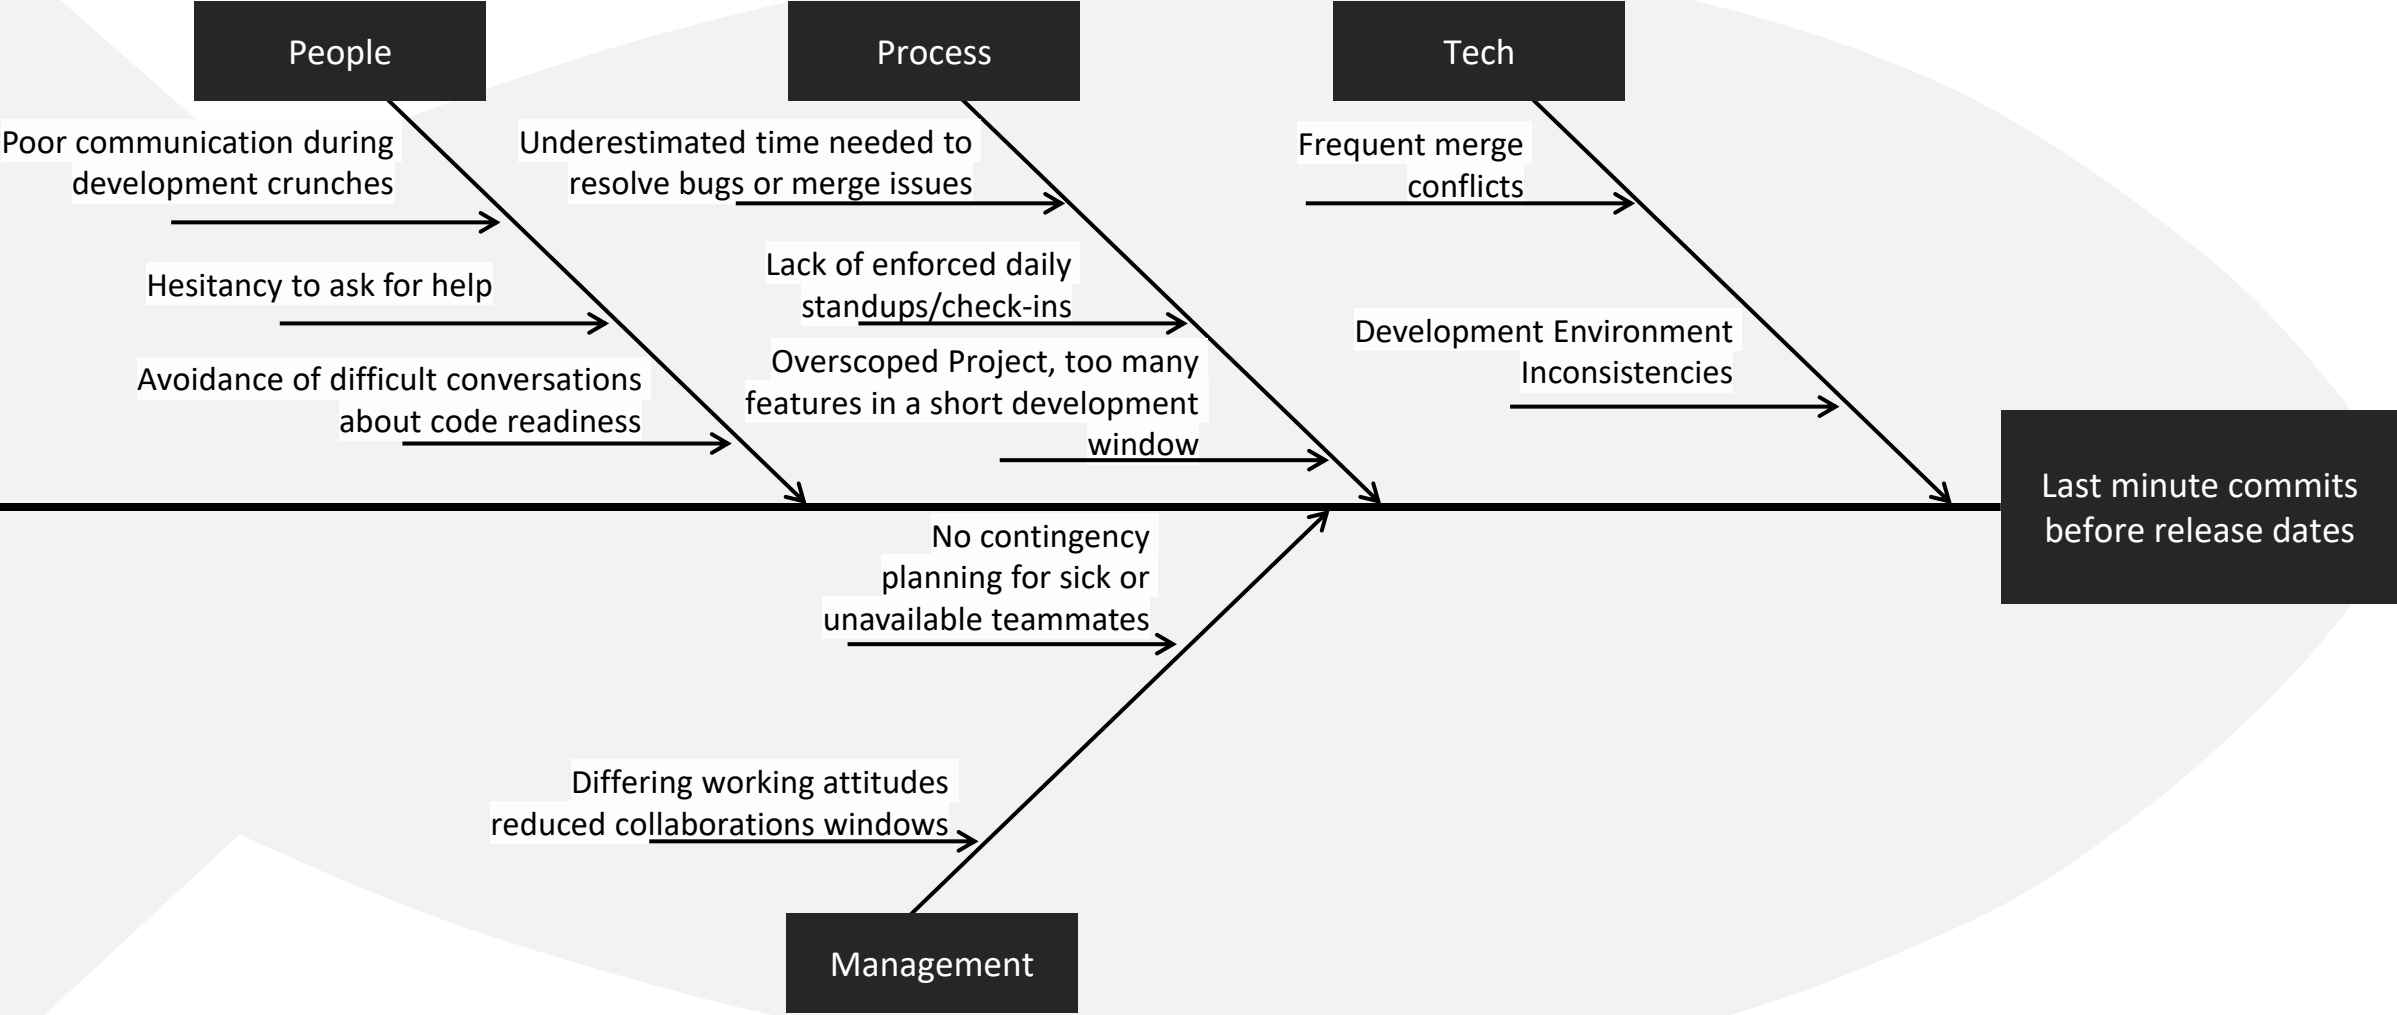 People
Process
Tech
Poor communication during
development crunches
Hesitancy to ask for help
Avoidance of difficult conversations
about code readiness
Underestimated time needed to
resolve bugs or merge issues
Lack of enforced daily
standups/check-ins
Overscoped Project, too many
features in a short development
window
Frequent merge
conflicts
Development Environment
Inconsistencies
Last minute commits
before release dates
No contingency
planning for sick or
unavailable teammates
Differing working attitudes
reduced collaborations windows
Management